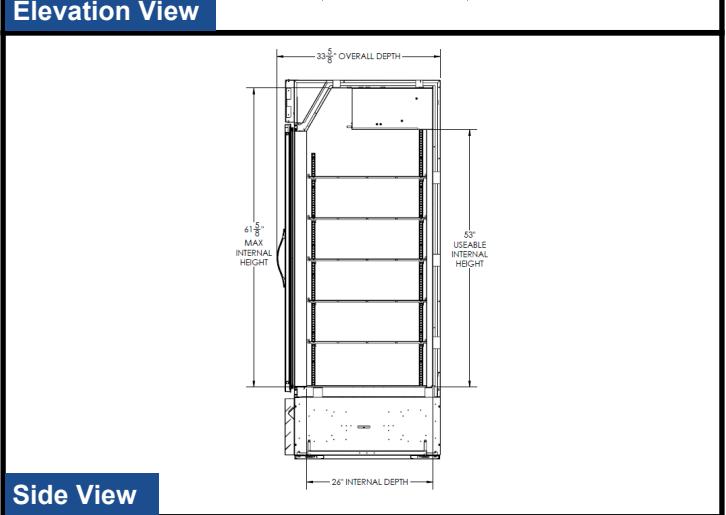 Elevation View
33 5/8" OVERALL DEPTH
61 5/8"
MAX
INTERNAL
HEIGHT
53"
USEABLE
INTERNAL
HEIGHT
26" INTERNAL DEPTH
Side View